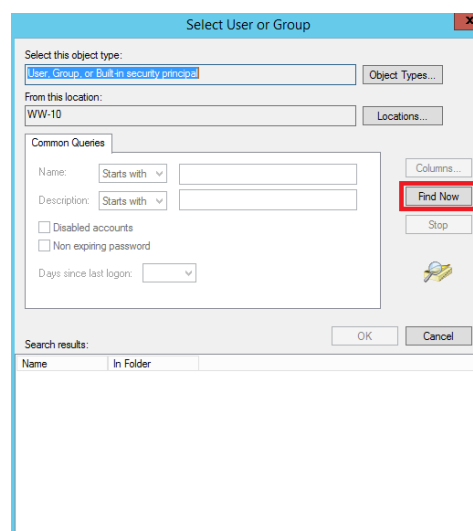 Select User or Group
x
Select this object type:
User, Group, or Built-in security principal
Object Types...
From this location:
WW-10
Locations...
Common Queries
Name:
Starts with
Columns...
Description:
Starts with
Find Now
Disabled accounts
Stop
Non expiring password
Days since last logon:
OK
Cancel
Search results:
Name
In Folder